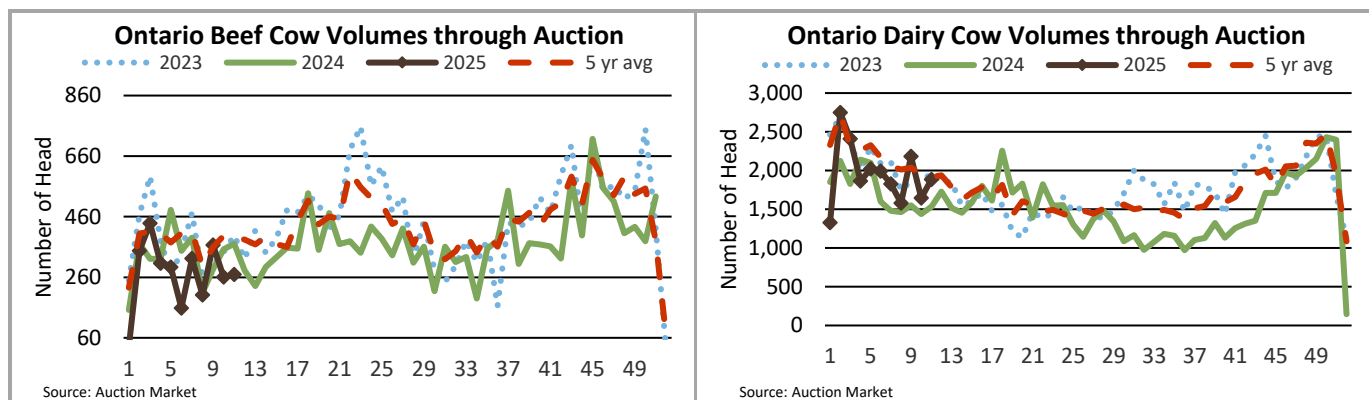 Ontario Beef Cow Volumes through Auction
2023 2024 2025 5 yr avg
Number of Head
860
660
460
260
60
1 5 9 13 17 21 25 29 33 37 41 45 49
Source: Auction Market
Ontario Dairy Cow Volumes through Auction
2023 2024 2025 5 yr avg
Number of Head
3,000
2,500
2,000
1,500
1,000
500
0
1 5 9 13 17 21 25 29 33 37 41 45 49
Source: Auction Market